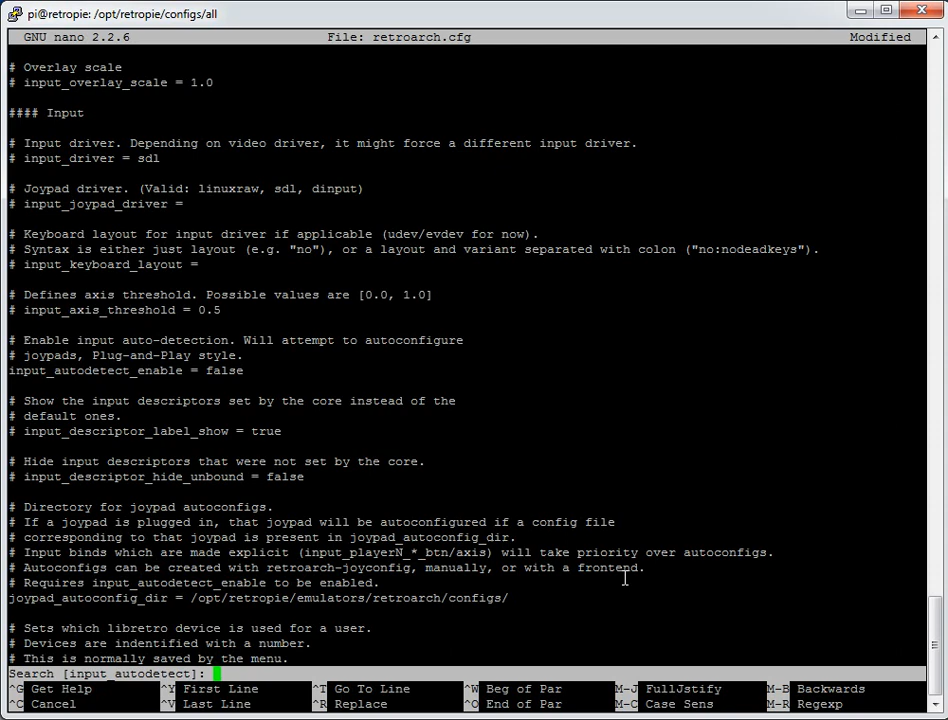 pi@retropie: /opt/retropie/configs/all
GNU nano 2.2.6 File: retroarch.cfg Modified
# Overlay scale
# input_overlay_scale = 1.0
#### Input
# Input driver. Depending on video driver, it might force a different input driver.
# input_driver = sdl
# Joypad driver. (Valid: linuxraw, sdl, dinput)
# input_joypad_driver =
# Keyboard layout for input driver if applicable (udev/evdev for now).
# Syntax is either just layout (e.g. "no"), or a layout and variant separated with colon ("no:nodeadkeys").
# input_keyboard_layout =
# Defines axis threshold. Possible values are [0.0, 1.0]
# input_axis_threshold = 0.5
# Enable input auto-detection. Will attempt to autoconfigure
# joypads, Plug-and-Play style.
input_autodetect_enable = false
# Show the input descriptors set by the core instead of the
# default ones.
# input_descriptor_label_show = true
# Hide input descriptors that were not set by the core.
# input_descriptor_hide_unbound = false
# Directory for joypad autoconfigs.
# If a joypad is plugged in, that joypad will be autoconfigured if a config file
# corresponding to that joypad is present in joypad_autoconfig_dir.
# Input binds which are made explicit (input_playerN_*_btn/axis) will take priority over autoconfigs.
# Autoconfigs can be created with retroarch-joyconfig, manually, or with a frontend.
# Requires input_autodetect_enable to be enabled.
joypad_autoconfig_dir = /opt/retropie/emulators/retroarch/configs/
# Sets which libretro device is used for a user.
# Devices are indentified with a number.
# This is normally saved by the menu.
Search [input_autodetect]:
^G Get Help ^Y First Line ^T Go To Line ^W Beg of Par M-J FullJstify M-B Backwards
^C Cancel ^V Last Line ^R Replace ^O End of Par M-C Case Sens M-R Regexp